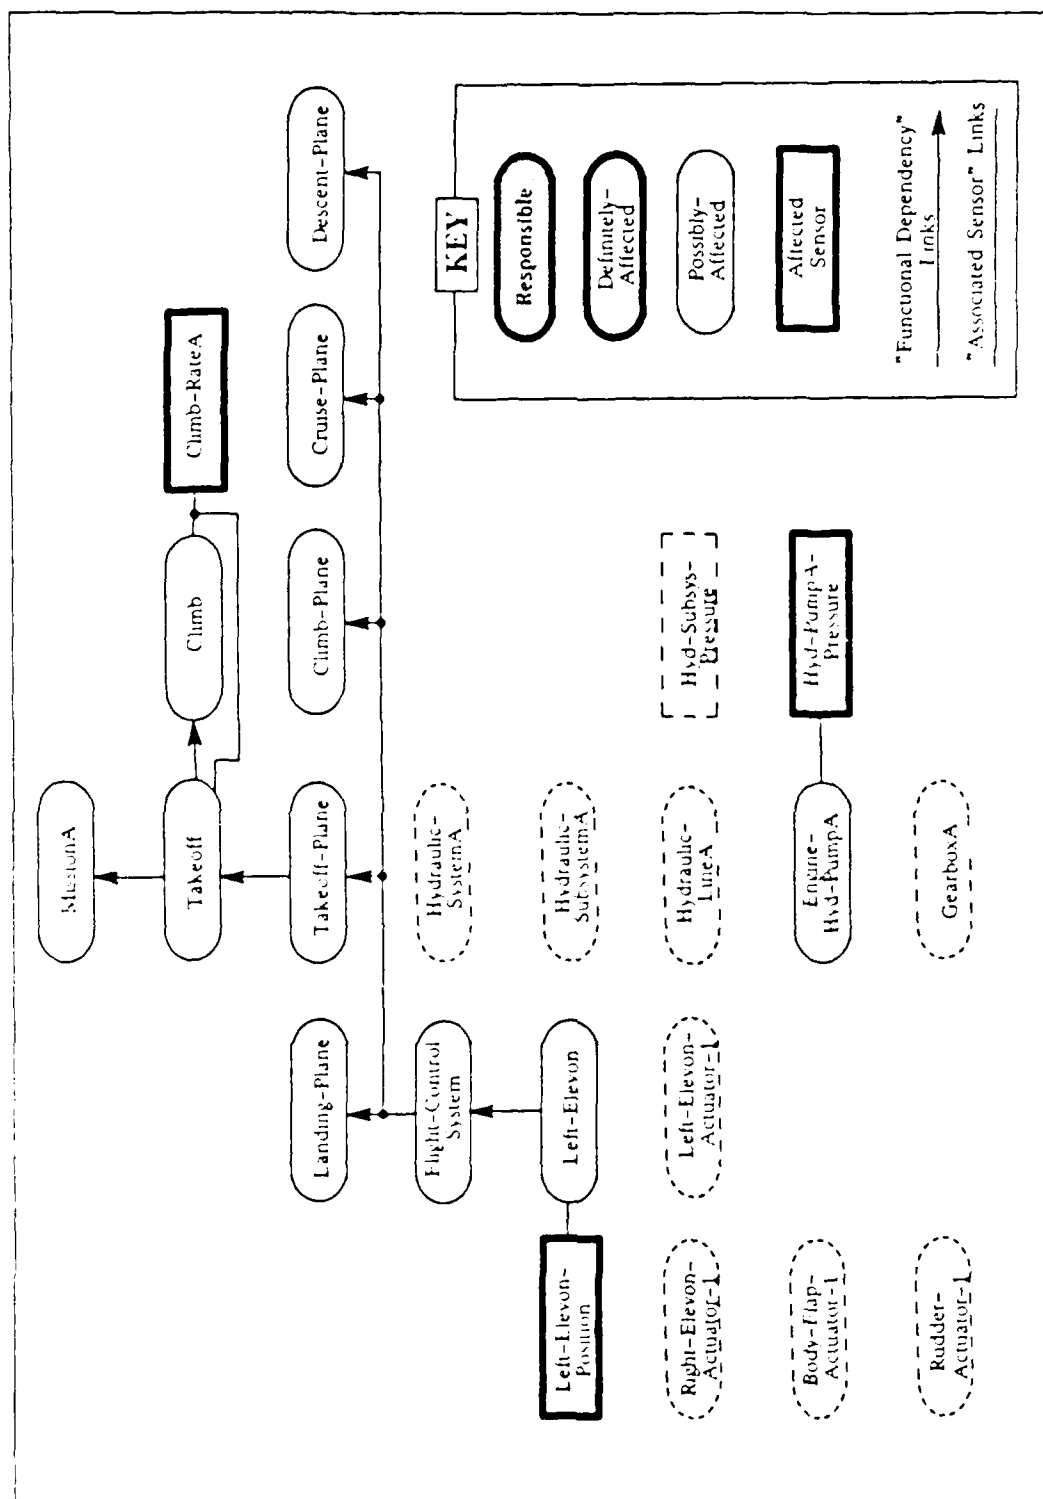 MissionA
Takeoff
Climb
Climb-RateA
Landing-Plane
Takeoff-Plane
Climb-Plane
Cruise-Plane
Descent-Plane
Flight-Control
System
Hydraulic-
SystemA
Left-Elevon-
Position
Left-Elevon
Hydraulic-
SubsystemA
Right-Elevon-
Actuator-1
Left-Elevon-
Actuator-1
Hydraulic-
LineA
Hyd-Subsys-
Pressure
Body-Flap-
Actuator-1
Engine-
Hyd-PumpA
Hyd-PumpA-
Pressure
Rudder-
Actuator-1
GearboxA
KEY
Responsible
Definitely-
Affected
Possibly-
Affected
Affected
Sensor
"Functional Dependency"
Links
"Associated Sensor" Links